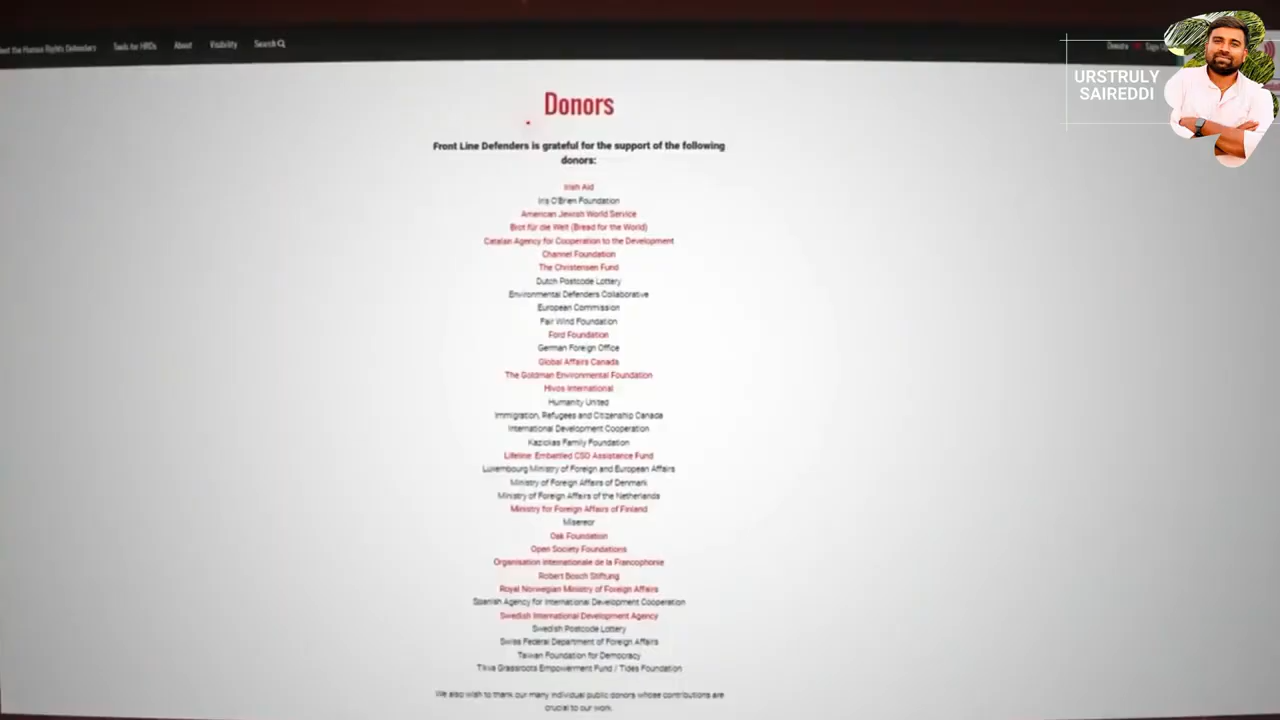 the Human Rights Defenders
Tools for HRDs
About
Visibility
Search
Donate
Sign
URSTRULY
SAIREDDI
Donors
Front Line Defenders is grateful for the support of the following
donors:
Irish Aid
Iris O'Brien Foundation
American Jewish World Service
Brot für die Welt (Bread for the World)
Catalan Agency for Cooperation to the Development
Channel Foundation
The Christensen Fund
Dutch Postcode Lottery
Environmental Defenders Collaborative
European Commission
Fair Wind Foundation
Ford Foundation
German Foreign Office
Global Affairs Canada
The Goldman Environmental Foundation
Hivos International
Humanity United
Immigration, Refugees and Citizenship Canada
International Development Cooperation
Kazickas Family Foundation
Lifeline: Embattled CSO Assistance Fund
Luxembourg Ministry of Foreign and European Affairs
Ministry of Foreign Affairs of Denmark
Ministry of Foreign Affairs of the Netherlands
Ministry for Foreign Affairs of Finland
Misereor
Oak Foundation
Open Society Foundations
Organisation internationale de la Francophonie
Robert Bosch Stiftung
Royal Norwegian Ministry of Foreign Affairs
Spanish Agency for International Development Cooperation
Swedish International Development Agency
Swedish Postcode Lottery
Swiss Federal Department of Foreign Affairs
Taiwan Foundation for Democracy
Tikva Grassroots Empowerment Fund / Tides Foundation
We also wish to thank our many individual public donors whose contributions are
crucial to our work.